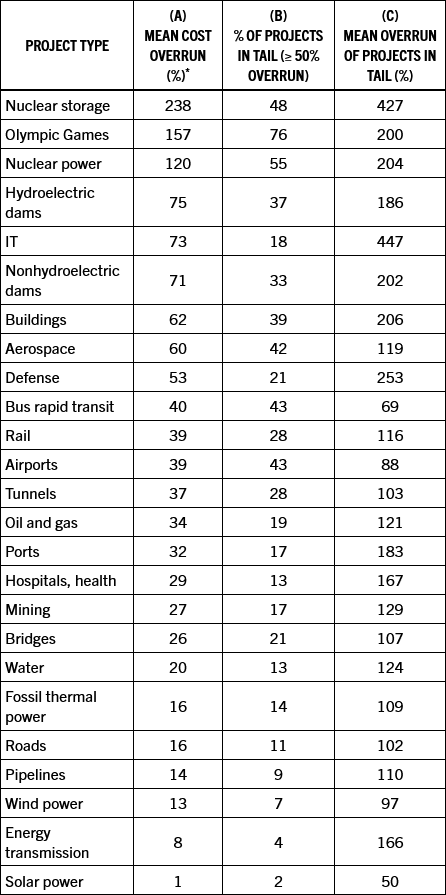 PROJECT TYPE (A) MEAN COST OVERRUN (%)* (B) % OF PROJECTS IN TAIL (≥ 50% OVERRUN) (C) MEAN OVERRUN OF PROJECTS IN TAIL (%)
Nuclear storage 238 48 427
Olympic Games 157 76 200
Nuclear power 120 55 204
Hydroelectric dams 75 37 186
IT 73 18 447
Nonhydroelectric dams 71 33 202
Buildings 62 39 206
Aerospace 60 42 119
Defense 53 21 253
Bus rapid transit 40 43 69
Rail 39 28 116
Airports 39 43 88
Tunnels 37 28 103
Oil and gas 34 19 121
Ports 32 17 183
Hospitals, health 29 13 167
Mining 27 17 129
Bridges 26 21 107
Water 20 13 124
Fossil thermal power 16 14 109
Roads 16 11 102
Pipelines 14 9 110
Wind power 13 7 97
Energy transmission 8 4 166
Solar power 1 2 50